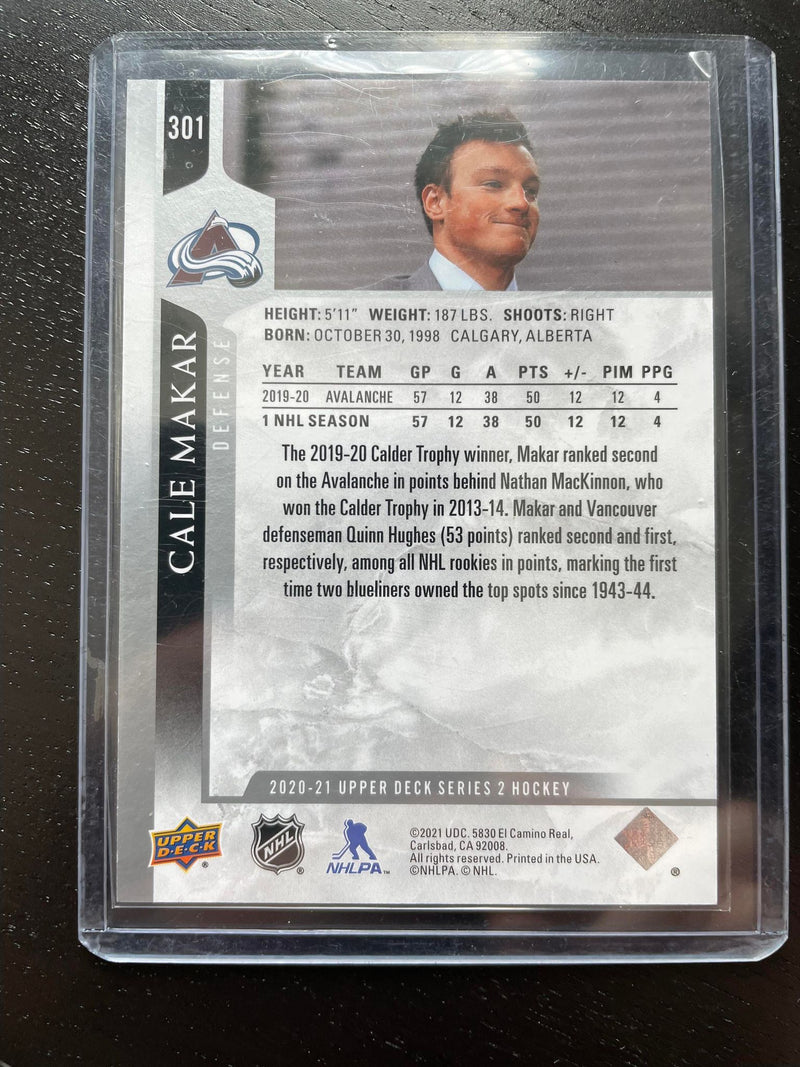 301
CALE MAKAR
DEFENSE
HEIGHT: 5'11" WEIGHT: 187 LBS. SHOOTS: RIGHT
BORN: OCTOBER 30, 1998 CALGARY, ALBERTA
YEAR TEAM GP G A PTS +/- PIM PPG
2019-20 AVALANCHE 57 12 38 50 12 12 4
1 NHL SEASON 57 12 38 50 12 12 4
The 2019-20 Calder Trophy winner, Makar ranked second
on the Avalanche in points behind Nathan MacKinnon, who
won the Calder Trophy in 2013-14. Makar and Vancouver
defenseman Quinn Hughes (53 points) ranked second and first,
respectively, among all NHL rookies in points, marking the first
time two blueliners owned the top spots since 1943-44.
2020-21 UPPER DECK SERIES 2 HOCKEY
UPPER
D•E•C•K
®
NHL
®
NHLPA™
©2021 UDC. 5830 El Camino Real,
Carlsbad, CA 92008.
All rights reserved. Printed in the USA.
©NHLPA. © NHL.
®